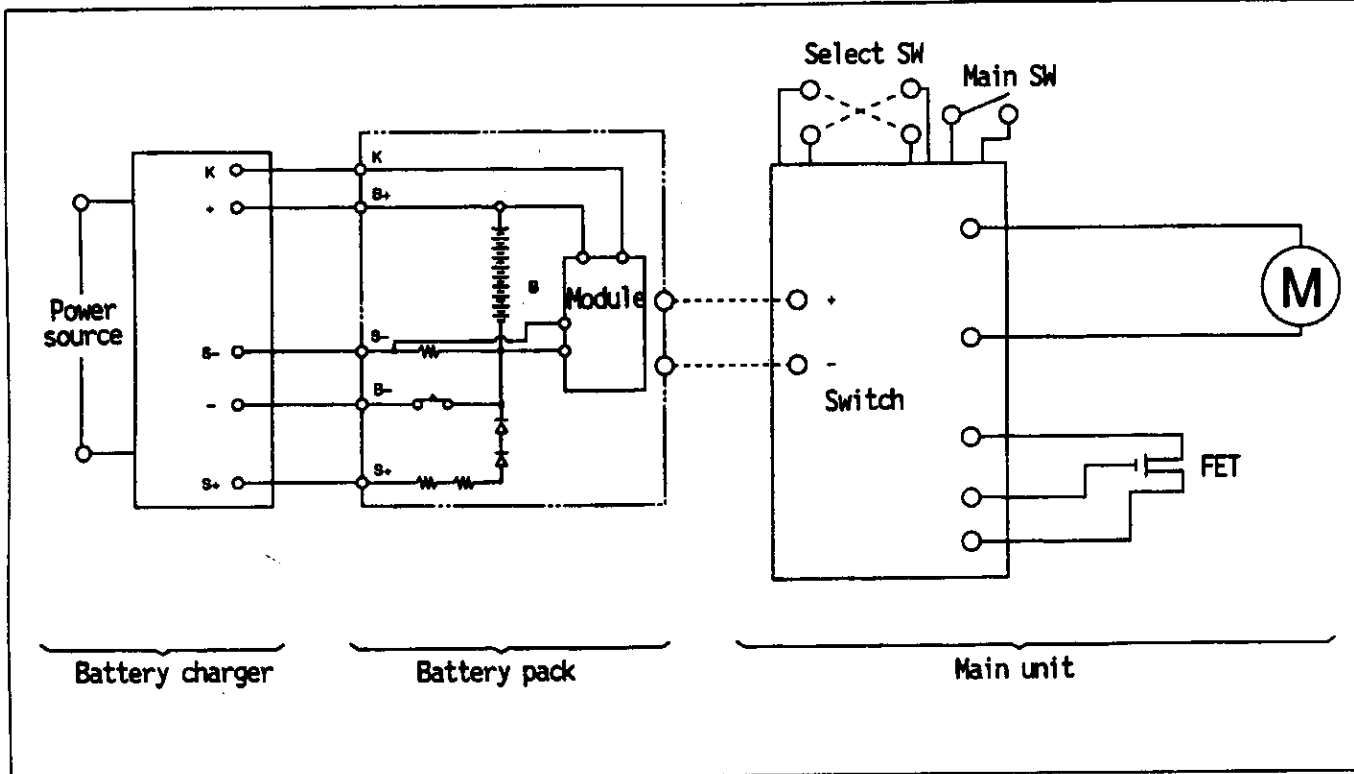 Select SW
Main SW
K
K
+
B+
B
Module
+
Power
source
S-
S-
-
Switch
-
B-
M
S+
S+
FET
Battery charger
Battery pack
Main unit